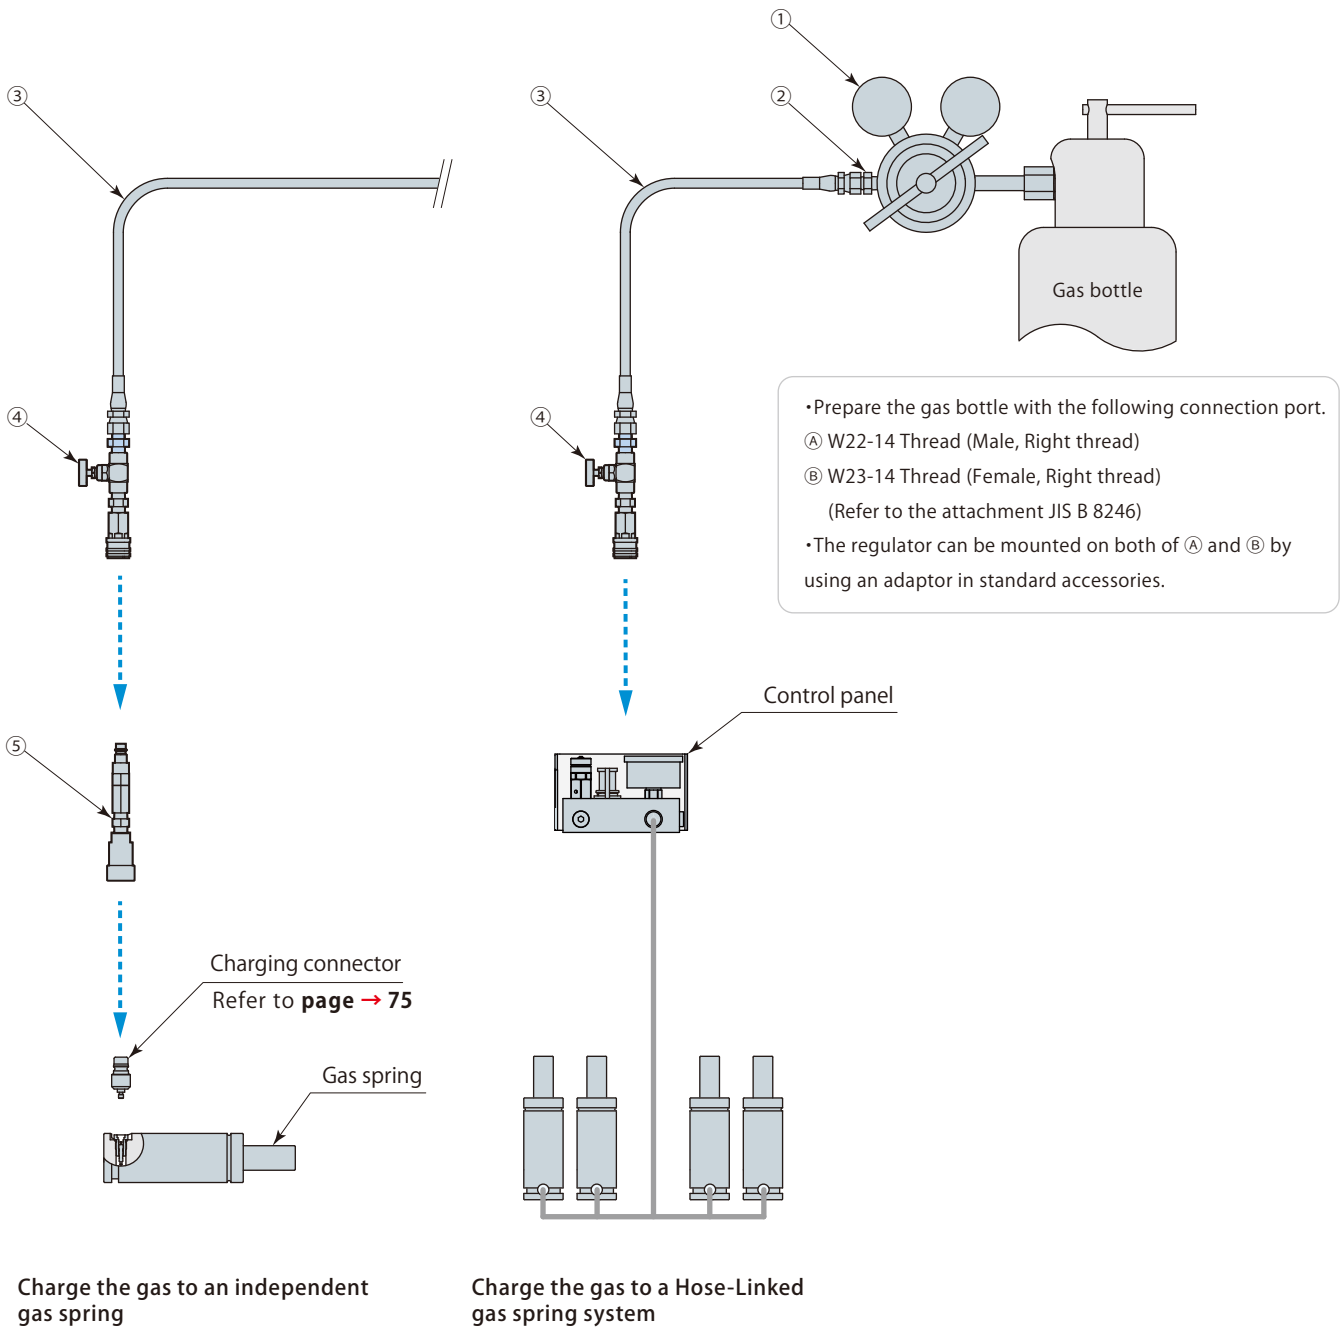 ①
③
③
②
Gas bottle
④
④
・Prepare the gas bottle with the following connection port.
Ⓐ W22-14 Thread (Male, Right thread)
Ⓑ W23-14 Thread (Female, Right thread)
(Refer to the attachment JIS B 8246)
・The regulator can be mounted on both of Ⓐ and Ⓑ by
using an adaptor in standard accessories.
Control panel
⑤
Charging connector
Refer to page → 75
Gas spring
Charge the gas to an independent
gas spring
Charge the gas to a Hose-Linked
gas spring system